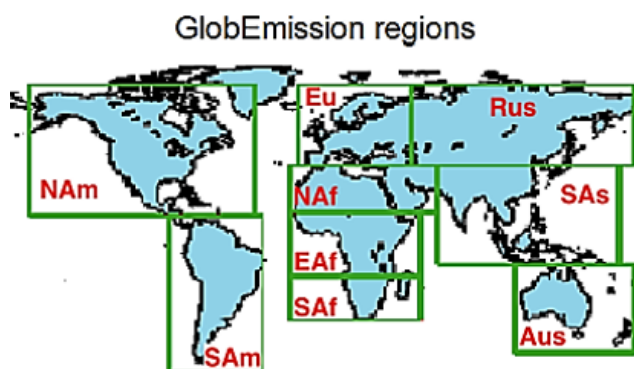 GlobEmission regions
Eu
Rus
NAm
NAf
SAs
EAf
SAf
Aus
SAm